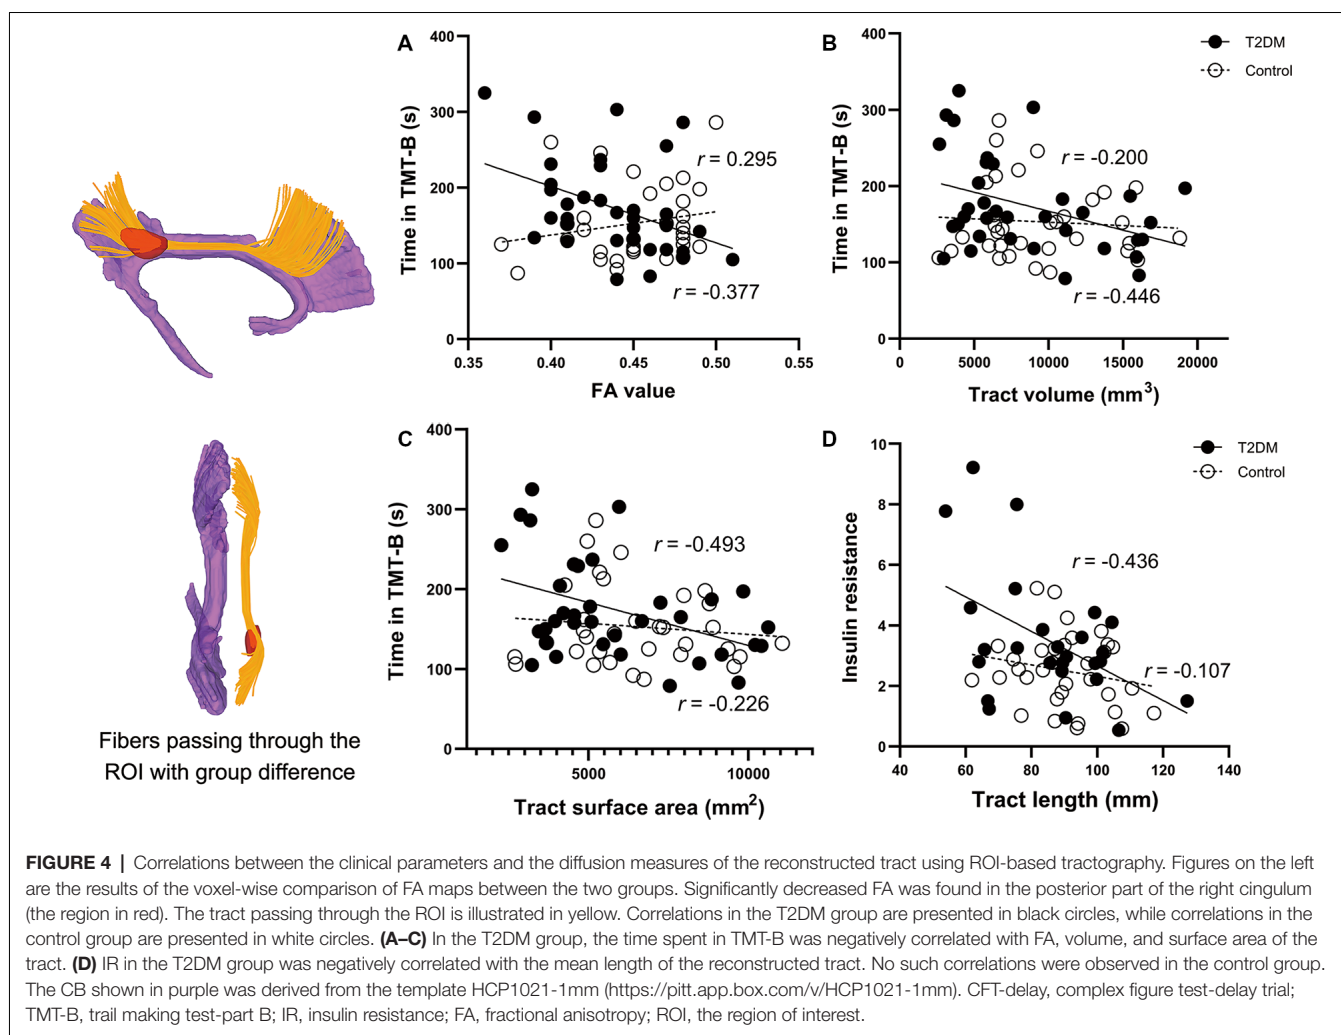 A
400
300
200
100
0
0.35
0.40
0.45
0.50
0.55
Time in TMT-B (s)
FA value
r = 0.295
r = -0.377
B
400
300
200
100
0
0
5000
10000
15000
20000
Time in TMT-B (s)
Tract volume (mm³)
r = -0.200
r = -0.446
T2DM
Control
C
400
300
200
100
0
5000
10000
Time in TMT-B (s)
Tract surface area (mm²)
r = -0.493
r = -0.226
D
10
8
6
4
2
0
40
60
80
100
120
140
Insulin resistance
Tract length (mm)
r = -0.436
r = -0.107
T2DM
Control
Fibers passing through the
ROI with group difference
FIGURE 4 | Correlations between the clinical parameters and the diffusion measures of the reconstructed tract using ROI-based tractography. Figures on the left
are the results of the voxel-wise comparison of FA maps between the two groups. Significantly decreased FA was found in the posterior part of the right cingulum
(the region in red). The tract passing through the ROI is illustrated in yellow. Correlations in the T2DM group are presented in black circles, while correlations in the
control group are presented in white circles. (A–C) In the T2DM group, the time spent in TMT-B was negatively correlated with FA, volume, and surface area of the
tract. (D) IR in the T2DM group was negatively correlated with the mean length of the reconstructed tract. No such correlations were observed in the control group.
The CB shown in purple was derived from the template HCP1021-1mm (https://pitt.app.box.com/v/HCP1021-1mm). CFT-delay, complex figure test-delay trial;
TMT-B, trail making test-part B; IR, insulin resistance; FA, fractional anisotropy; ROI, the region of interest.